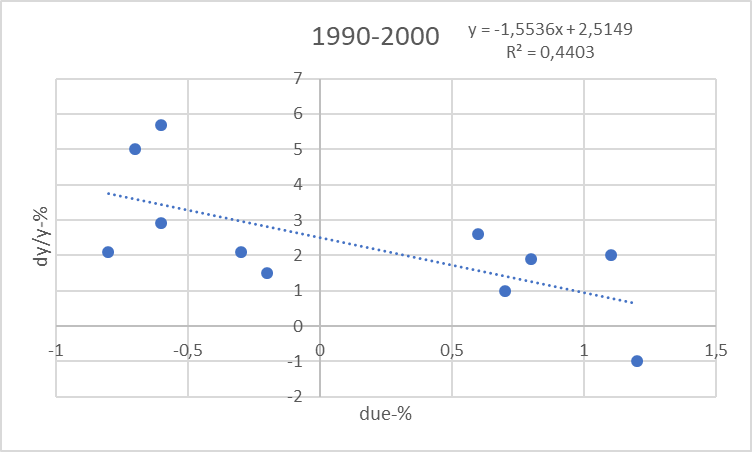 1990-2000
y = -1,5536x + 2,5149
R² = 0,4403
7
6
5
4
3
2
1
0
-1
-2
dy/y-%
-1 -0,5 0 0,5 1 1,5
due-%